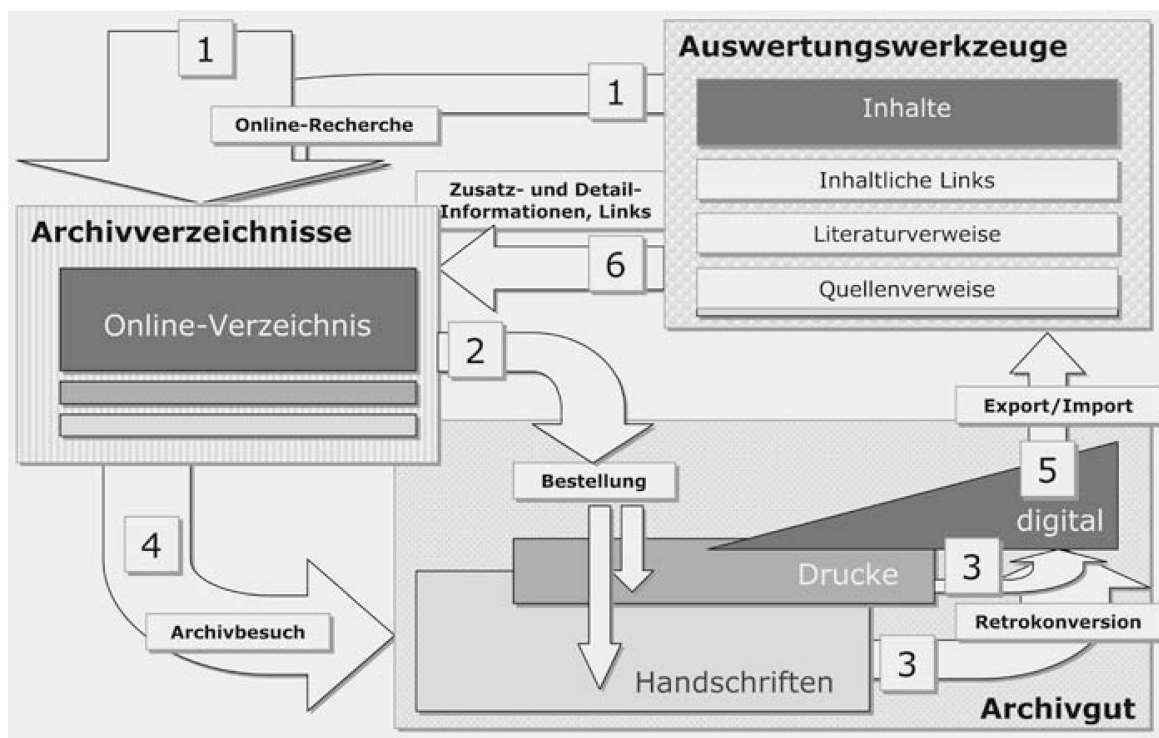 1
Auswertungswerkzeuge
1
Inhalte
Online-Recherche
Inhaltliche Links
Zusatz- und Detail-
Informationen, Links
Literaturverweise
Archivverzeichnisse
6
Quellenverweise
Online-Verzeichnis
2
Export/Import
Bestellung
5
digital
4
Drucke
3
Archivbesuch
Retrokonversion
3
Handschriften
Archivgut